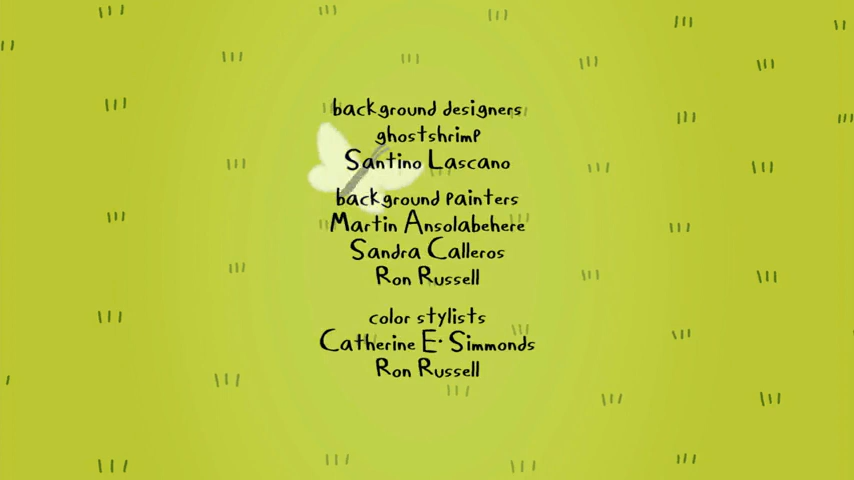 background designers
ghostshrimp
Santino Lascano
background painters
Martin Ansolabehere
Sandra Calleros
Ron Russell
color stylists
Catherine E. Simmonds
Ron Russell